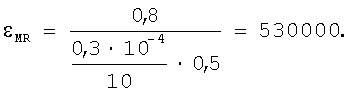 ε_MR = 0,8 / ((0,3 · 10^-4 / 10) · 0,5) = 530000.